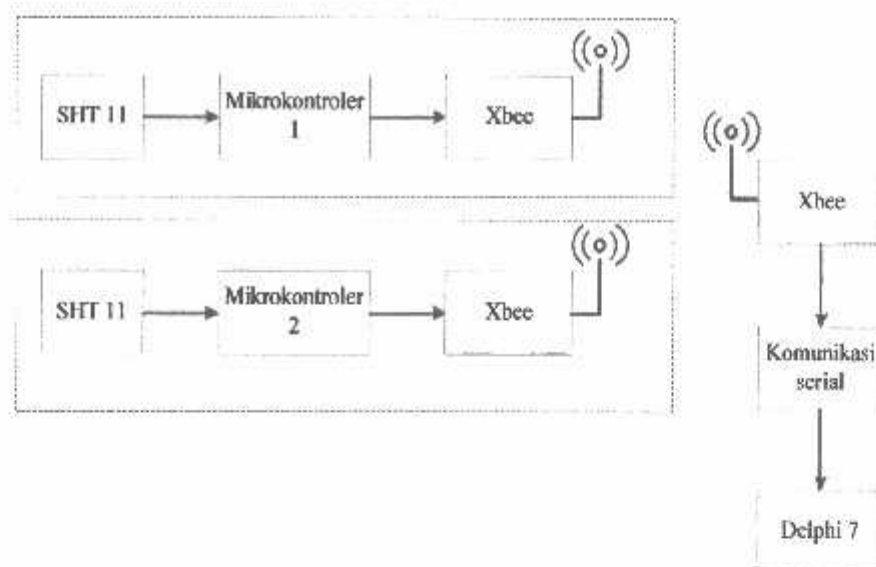 SHT 11
Mikrokontroler
1
Xbee
SHT 11
Mikrokontroler
2
Xbee
Xbee
Komunikasi
serial
Delphi 7